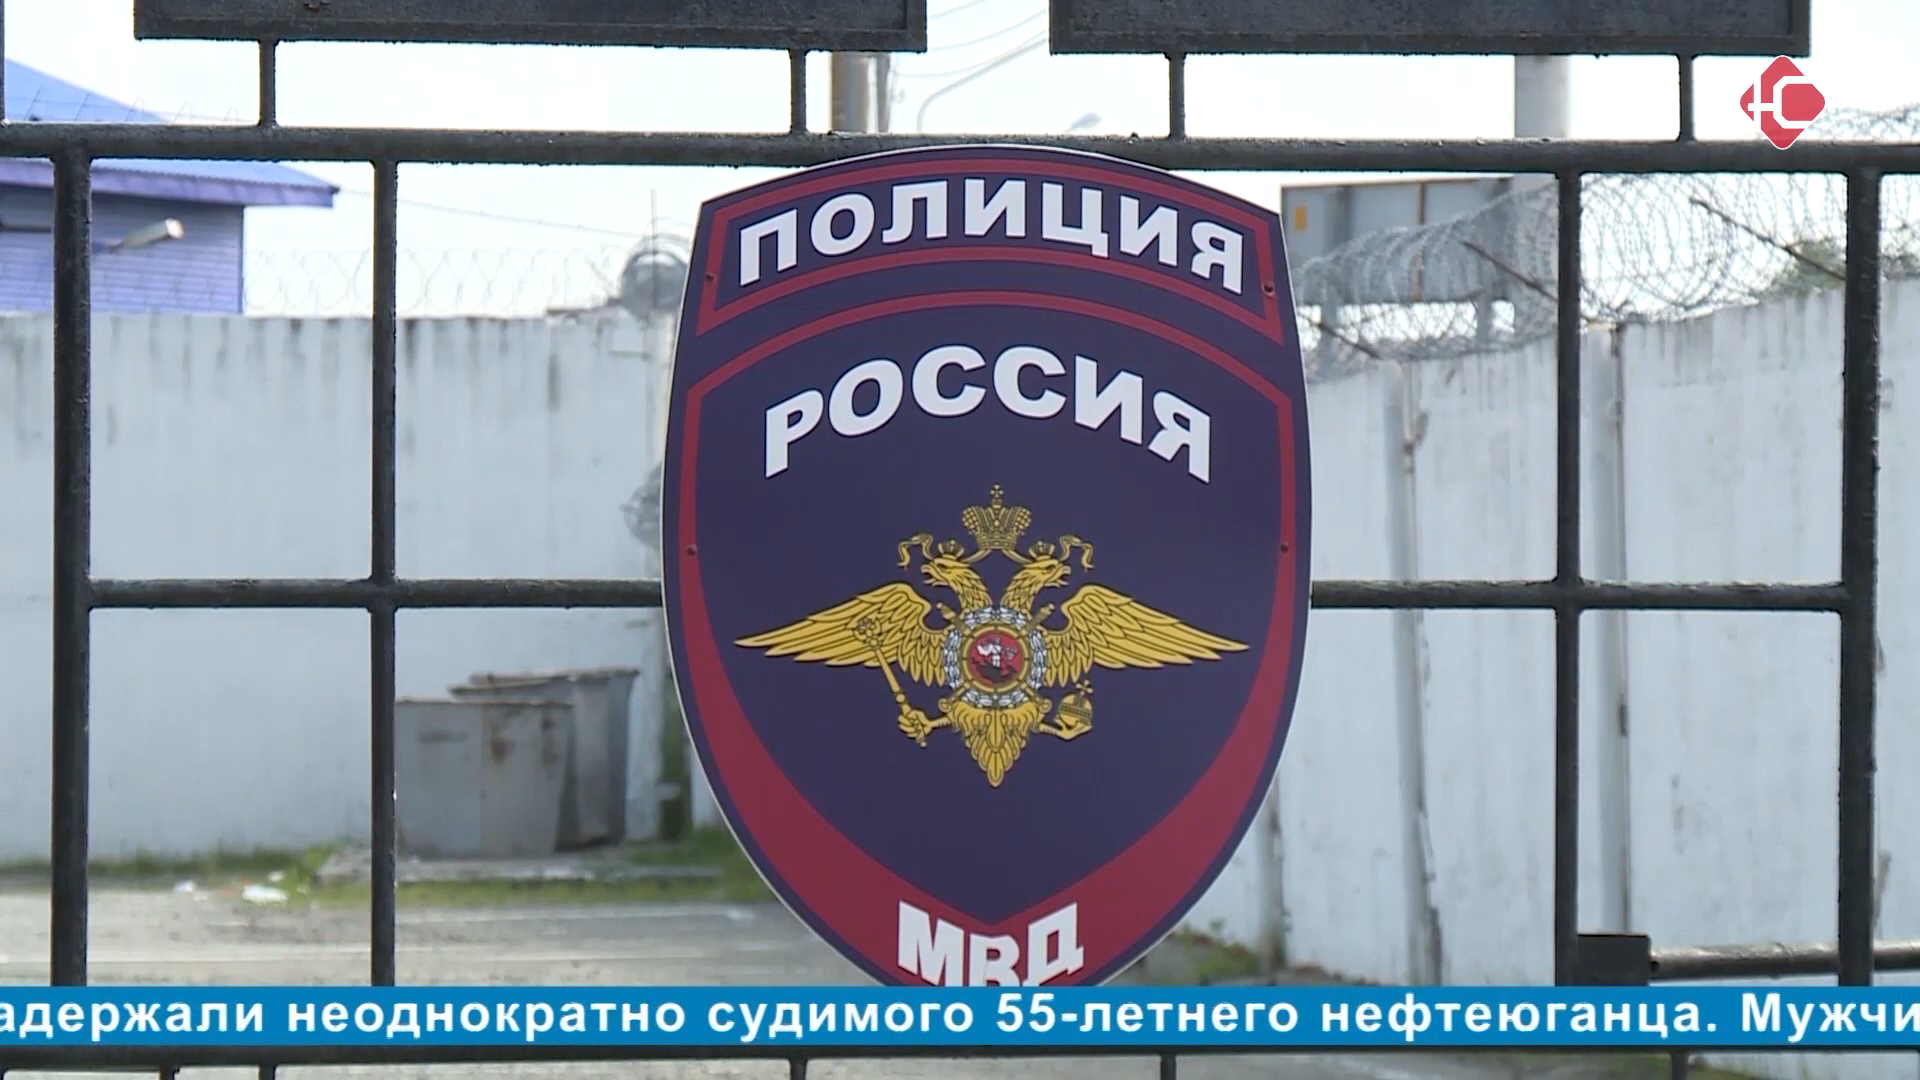 ПОЛИЦИЯ
РОССИЯ
МВД
адержали неоднократно судимого 55-летнего нефтеюганца. Мужчи